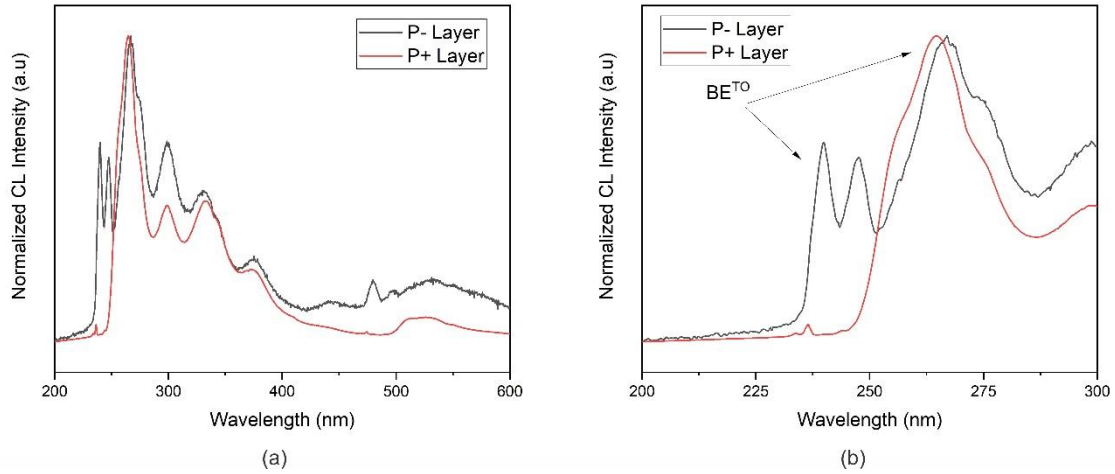 Normalized CL Intensity (a.u)
P- Layer
P+ Layer
200
300
400
500
600
Wavelength (nm)
(a)
Normalized CL Intensity (a.u)
P- Layer
P+ Layer
BE^TO
200
225
250
275
300
Wavelength (nm)
(b)